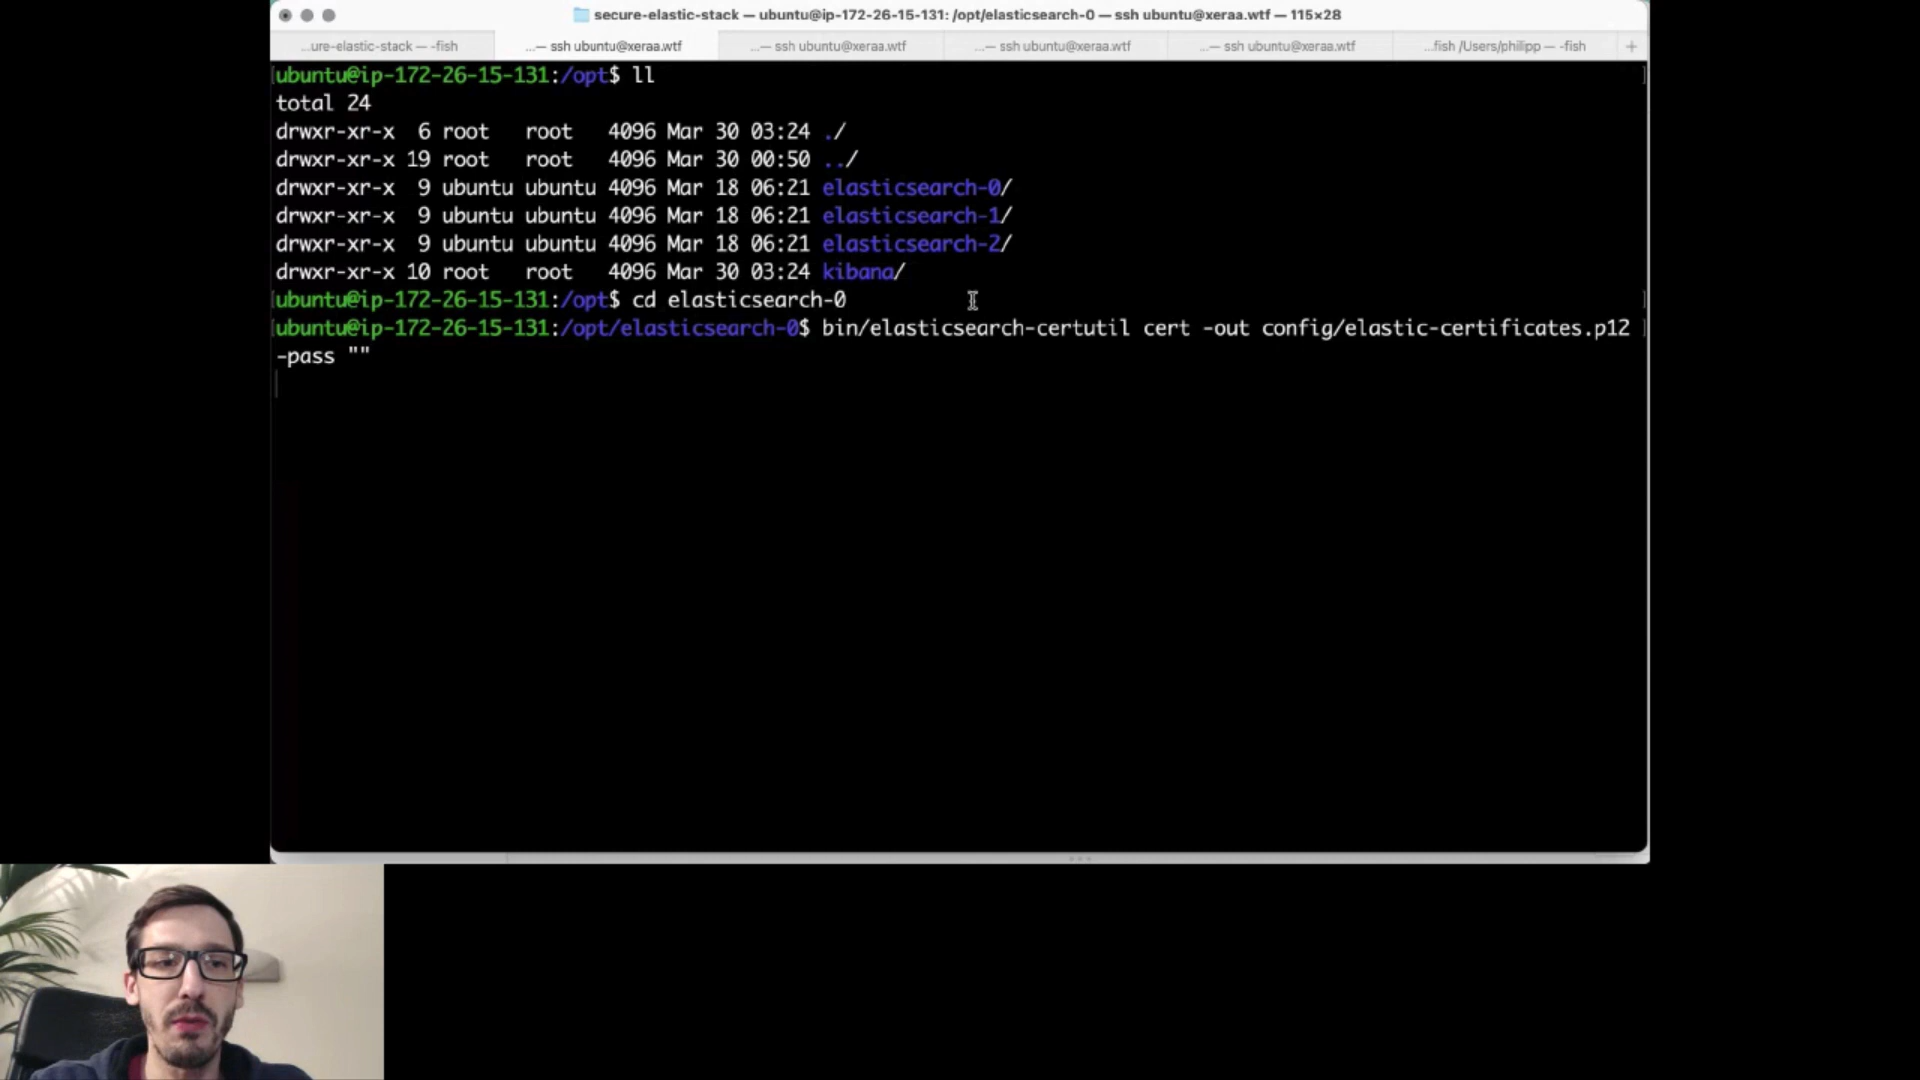 secure-elastic-stack — ubuntu@ip-172-26-15-131: /opt/elasticsearch-0 — ssh ubuntu@xeraa.wtf — 115×28
...ure-elastic-stack — -fish ...— ssh ubuntu@xeraa.wtf ...— ssh ubuntu@xeraa.wtf ...— ssh ubuntu@xeraa.wtf ...— ssh ubuntu@xeraa.wtf ...fish /Users/philipp — -fish +
[ubuntu@ip-172-26-15-131:/opt$ ll ]
total 24
drwxr-xr-x  6 root   root   4096 Mar 30 03:24 ./
drwxr-xr-x 19 root   root   4096 Mar 30 00:50 ../
drwxr-xr-x  9 ubuntu ubuntu 4096 Mar 18 06:21 elasticsearch-0/
drwxr-xr-x  9 ubuntu ubuntu 4096 Mar 18 06:21 elasticsearch-1/
drwxr-xr-x  9 ubuntu ubuntu 4096 Mar 18 06:21 elasticsearch-2/
drwxr-xr-x 10 root   root   4096 Mar 30 03:24 kibana/
[ubuntu@ip-172-26-15-131:/opt$ cd elasticsearch-0 ]
[ubuntu@ip-172-26-15-131:/opt/elasticsearch-0$ bin/elasticsearch-certutil cert -out config/elastic-certificates.p12 ]
-pass ""